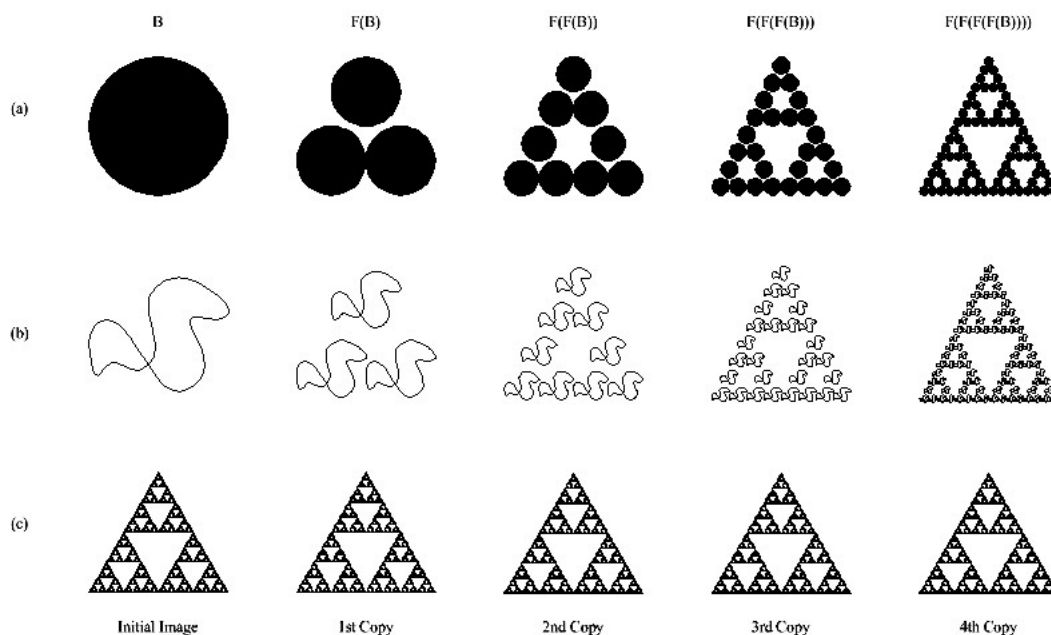 B F(B) F(F(B)) F(F(F(B))) F(F(F(F(B))))
(a)
(b)
(c)
Initial Image 1st Copy 2nd Copy 3rd Copy 4th Copy